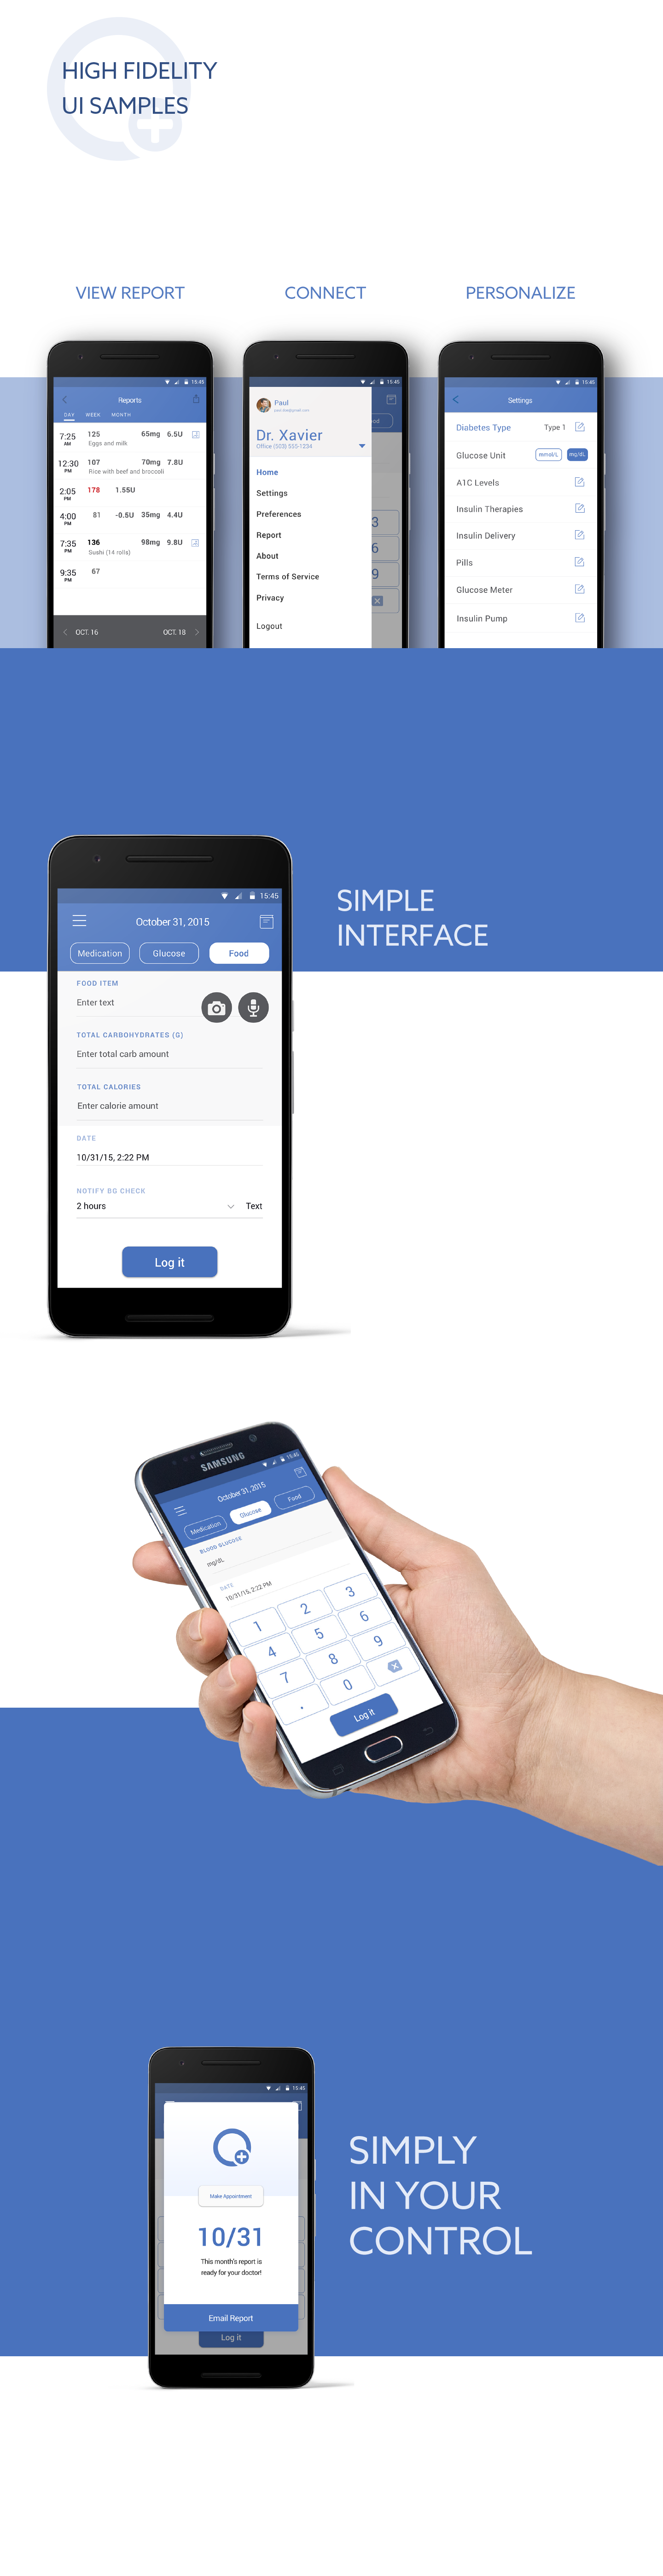 HIGH FIDELITY
UI SAMPLES
VIEW REPORT
CONNECT
PERSONALIZE
15:45
Reports
DAY WEEK MONTH
7:25 AM 125 65mg 6.5U
Eggs and milk
12:30 PM 107 70mg 7.8U
Rice with beef and broccoli
2:05 PM 178 1.55U
4:00 PM 81 -0.5U 35mg 4.4U
7:35 PM 136 98mg 9.8U
Sushi (14 rolls)
9:35 PM 67
OCT. 16 OCT. 18
15:45
Paul
Dr. Xavier
Office (303) 555-1234
Home
Settings
Preferences
Report
About
Terms of Service
Privacy
Logout
3
6
9
15:45
Settings
Diabetes Type Type 1
Glucose Unit mmol/L mg/dL
A1C Levels
Insulin Therapies
Insulin Delivery
Pills
Glucose Meter
Insulin Pump
SIMPLE
INTERFACE
15:45
October 31, 2015
Medication Glucose Food
FOOD ITEM
Enter text
TOTAL CARBOHYDRATES (G)
Enter total carb amount
TOTAL CALORIES
Enter calorie amount
DATE
10/31/15, 2:22 PM
NOTIFY BG CHECK
2 hours Text
Log it
SAMSUNG
15:45
October 31, 2015
Medication Glucose Food
BLOOD GLUCOSE
mg/dL
DATE
10/31/15, 2:22 PM
1 2 3
4 5 6
7 8 9
. 0
Log it
15:45
Make Appointment
10/31
This month's report is
ready for your doctor!
Email Report
Log it
SIMPLY
IN YOUR
CONTROL